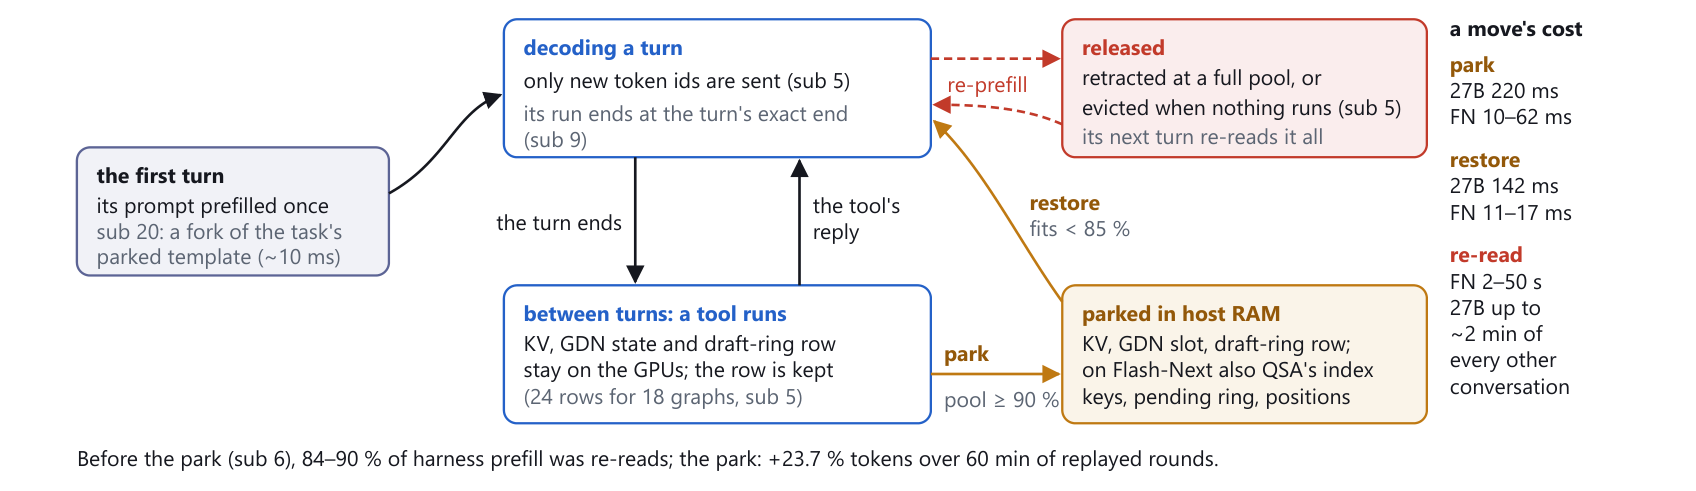 the first turn
its prompt prefilled once
sub 20: a fork of the task's
parked template (~10 ms)
decoding a turn
only new token ids are sent (sub 5)
its run ends at the turn's exact end
(sub 9)
re-prefill
released
retracted at a full pool, or
evicted when nothing runs (sub 5)
its next turn re-reads it all
the turn ends
the tool's
reply
restore
fits < 85 %
between turns: a tool runs
KV, GDN state and draft-ring row
stay on the GPUs; the row is kept
(24 rows for 18 graphs, sub 5)
park
pool ≥ 90 %
parked in host RAM
KV, GDN slot, draft-ring row;
on Flash-Next also QSA's index
keys, pending ring, positions
a move's cost
park
27B 220 ms
FN 10–62 ms
restore
27B 142 ms
FN 11–17 ms
re-read
FN 2–50 s
27B up to
~2 min of
every other
conversation
Before the park (sub 6), 84–90 % of harness prefill was re-reads; the park: +23.7 % tokens over 60 min of replayed rounds.